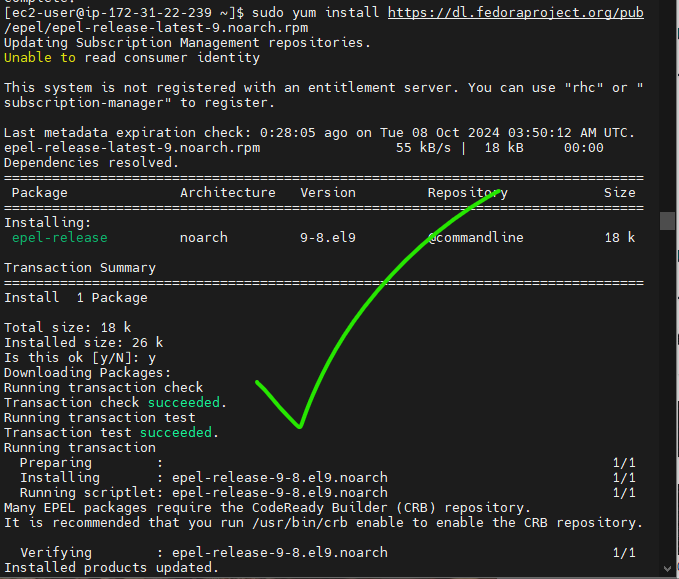 [ec2-user@ip-172-31-22-239 ~]$ sudo yum install https://dl.fedoraproject.org/pub
/epel/epel-release-latest-9.noarch.rpm
Updating Subscription Management repositories.
Unable to read consumer identity

This system is not registered with an entitlement server. You can use "rhc" or "
subscription-manager" to register.

Last metadata expiration check: 0:28:05 ago on Tue 08 Oct 2024 03:50:12 AM UTC.
epel-release-latest-9.noarch.rpm                 55 kB/s |  18 kB     00:00
Dependencies resolved.
================================================================================
 Package              Architecture   Version         Repository            Size
================================================================================
Installing:
 epel-release         noarch         9-8.el9         @commandline          18 k

Transaction Summary
================================================================================
Install  1 Package

Total size: 18 k
Installed size: 26 k
Is this ok [y/N]: y
Downloading Packages:
Running transaction check
Transaction check succeeded.
Running transaction test
Transaction test succeeded.
Running transaction
  Preparing        :                                                        1/1
  Installing       : epel-release-9-8.el9.noarch                            1/1
  Running scriptlet: epel-release-9-8.el9.noarch                            1/1
Many EPEL packages require the CodeReady Builder (CRB) repository.
It is recommended that you run /usr/bin/crb enable to enable the CRB repository.

  Verifying        : epel-release-9-8.el9.noarch                            1/1
Installed products updated.